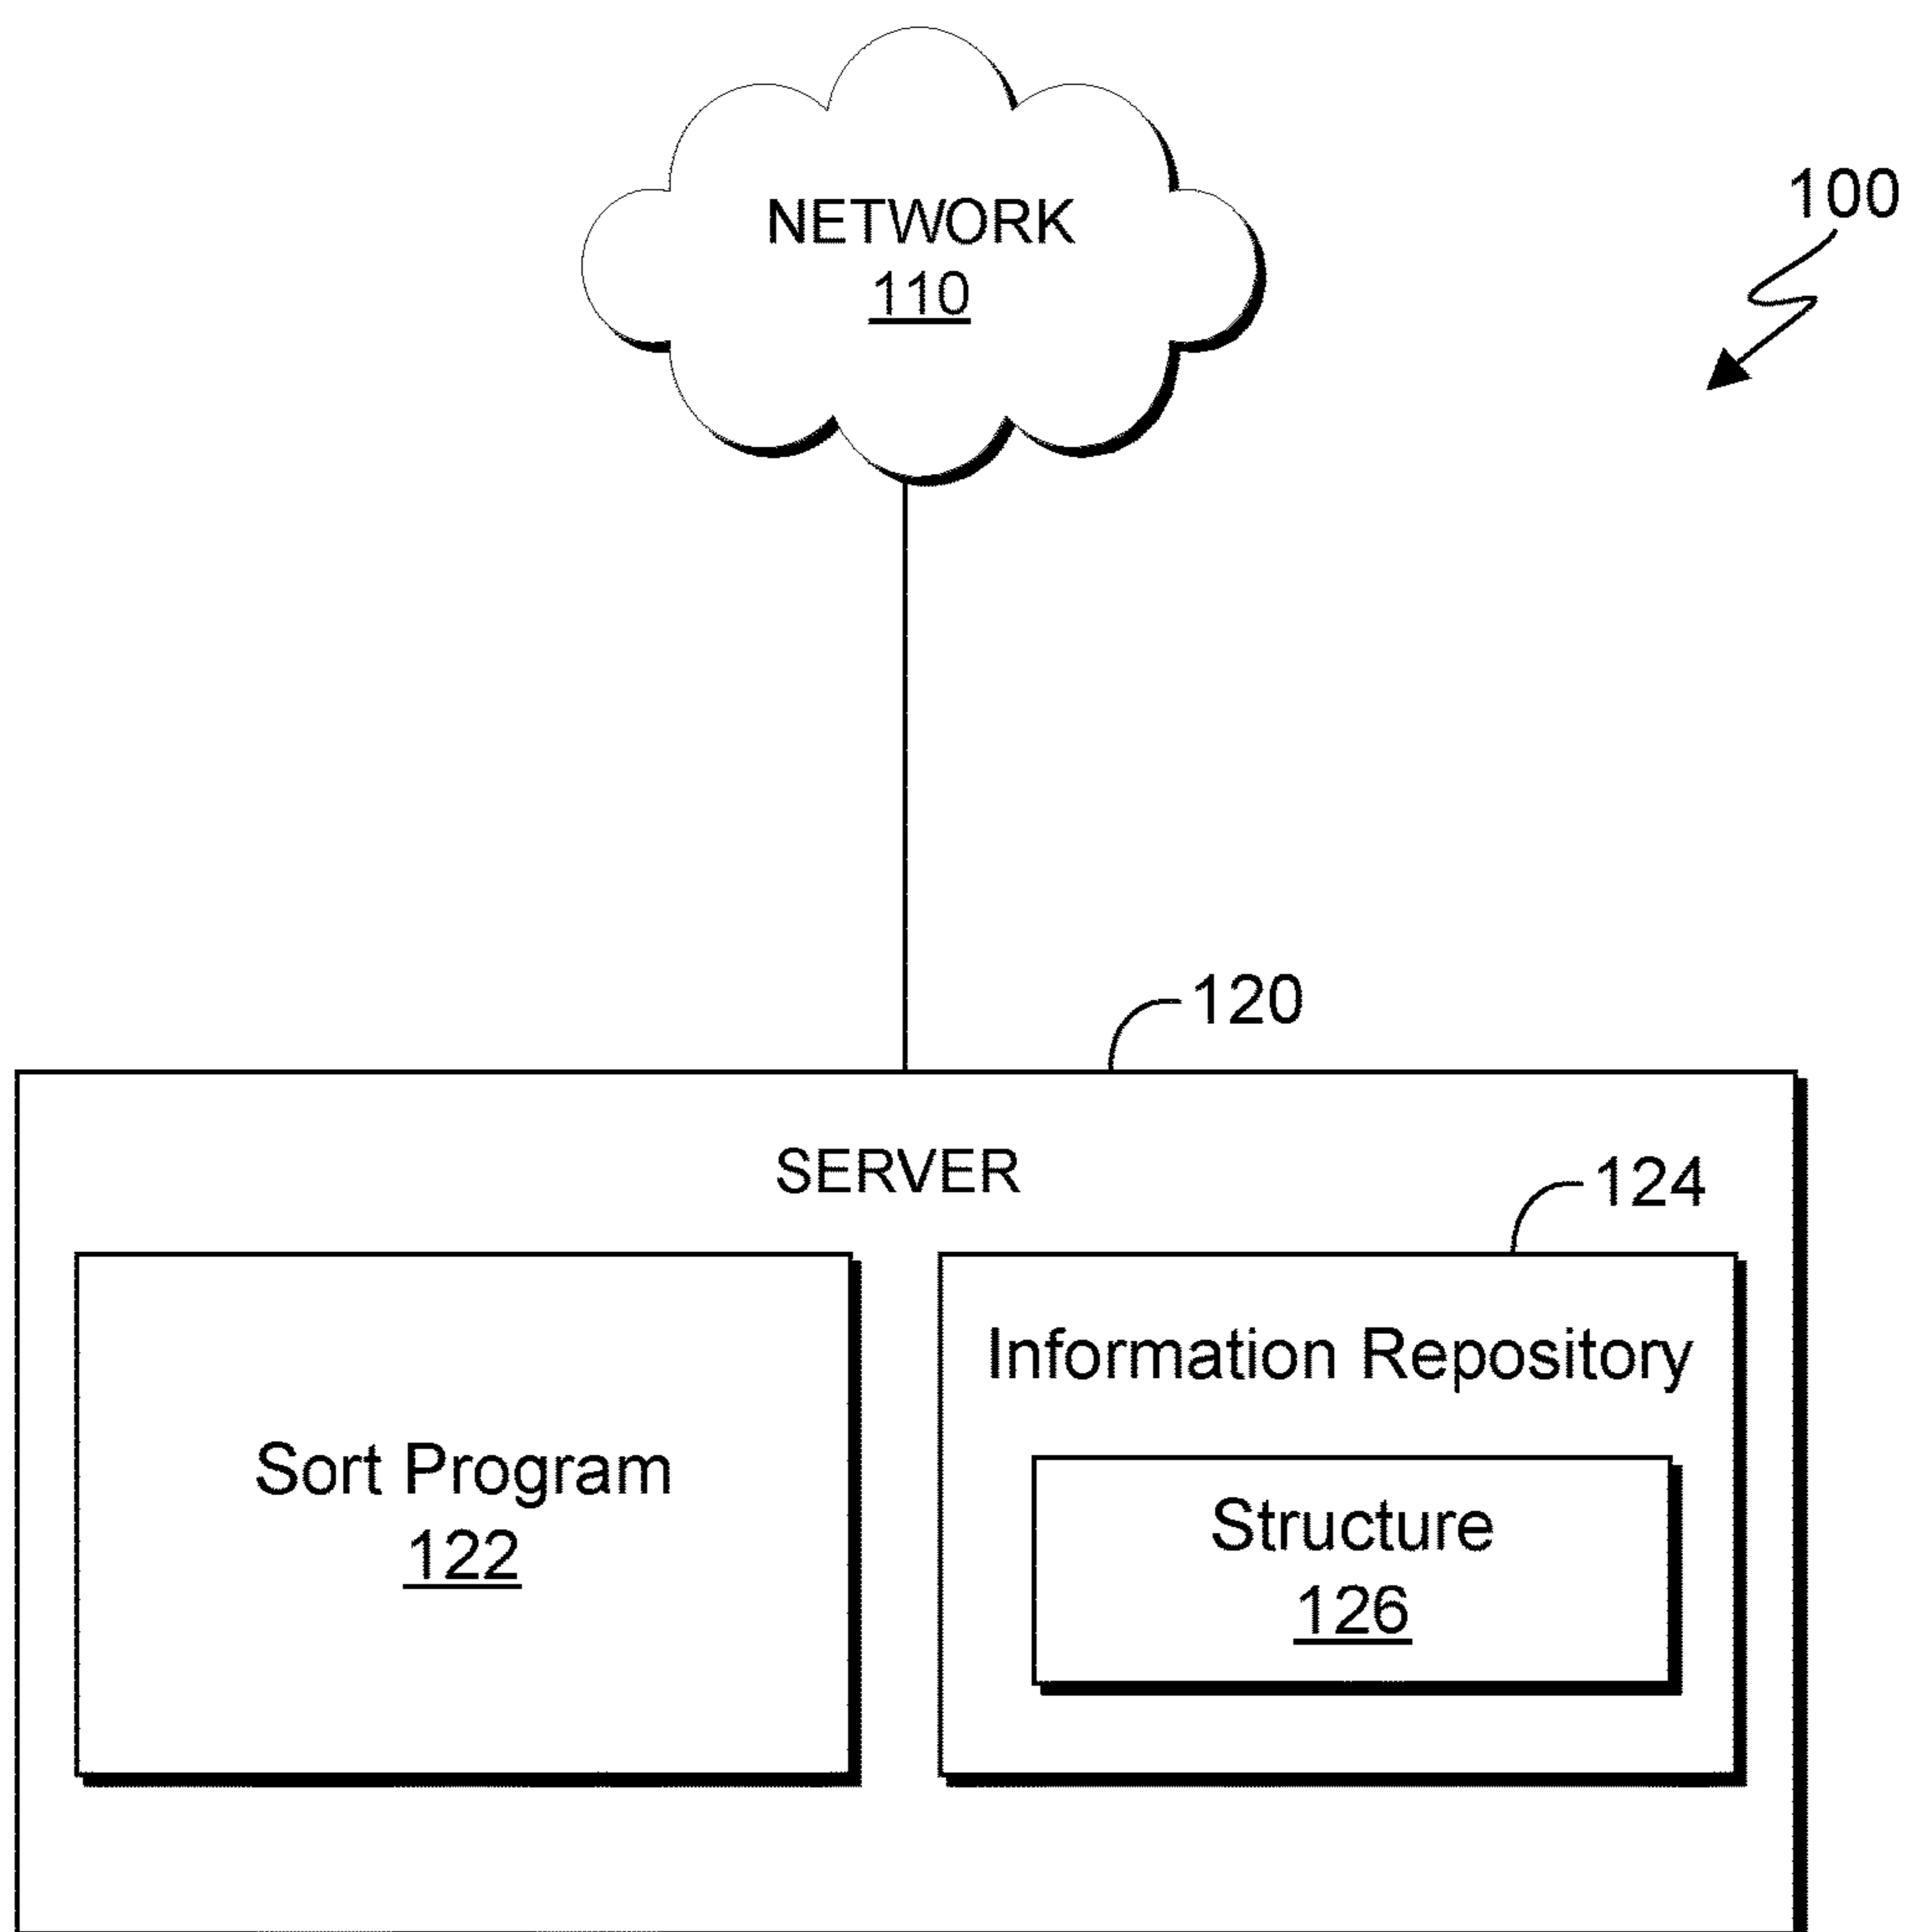 NETWORK
110
100
120
SERVER
124
Sort Program
122
Information Repository
Structure
126